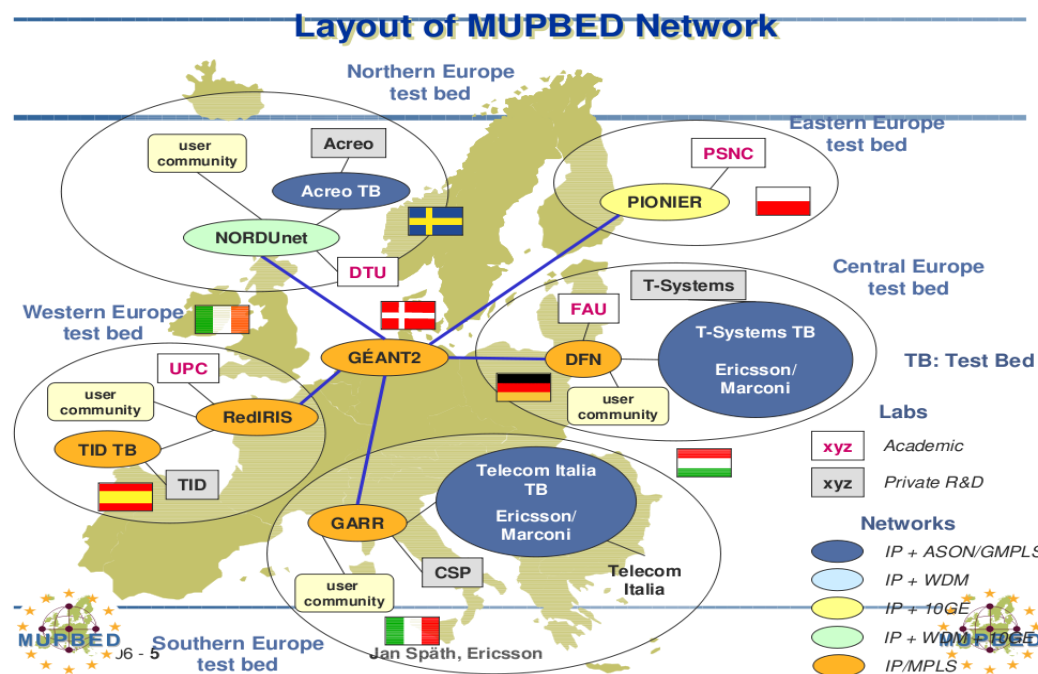 Layout of MUPBED Network
Northern Europe
test bed
Eastern Europe
test bed
user
community
Acreo
Acreo TB
NORDUnet
DTU
PSNC
PIONIER
Central Europe
test bed
T-Systems
FAU
T-Systems TB
Ericsson/
Marconi
DFN
user
community
TB: Test Bed
Western Europe
test bed
GÉANT2
UPC
user
community
RedIRIS
TID TB
TID
Labs
xyz Academic
xyz Private R&D
Telecom Italia
TB
Ericsson/
Marconi
GARR
CSP
user
community
Telecom
Italia
Networks
IP + ASON/GMPLS
IP + WDM
IP + 10GE
IP + WDM + 10GE
IP/MPLS
Southern Europe
test bed
MUPBED
06 - 5
Jan Späth, Ericsson
MUPBED